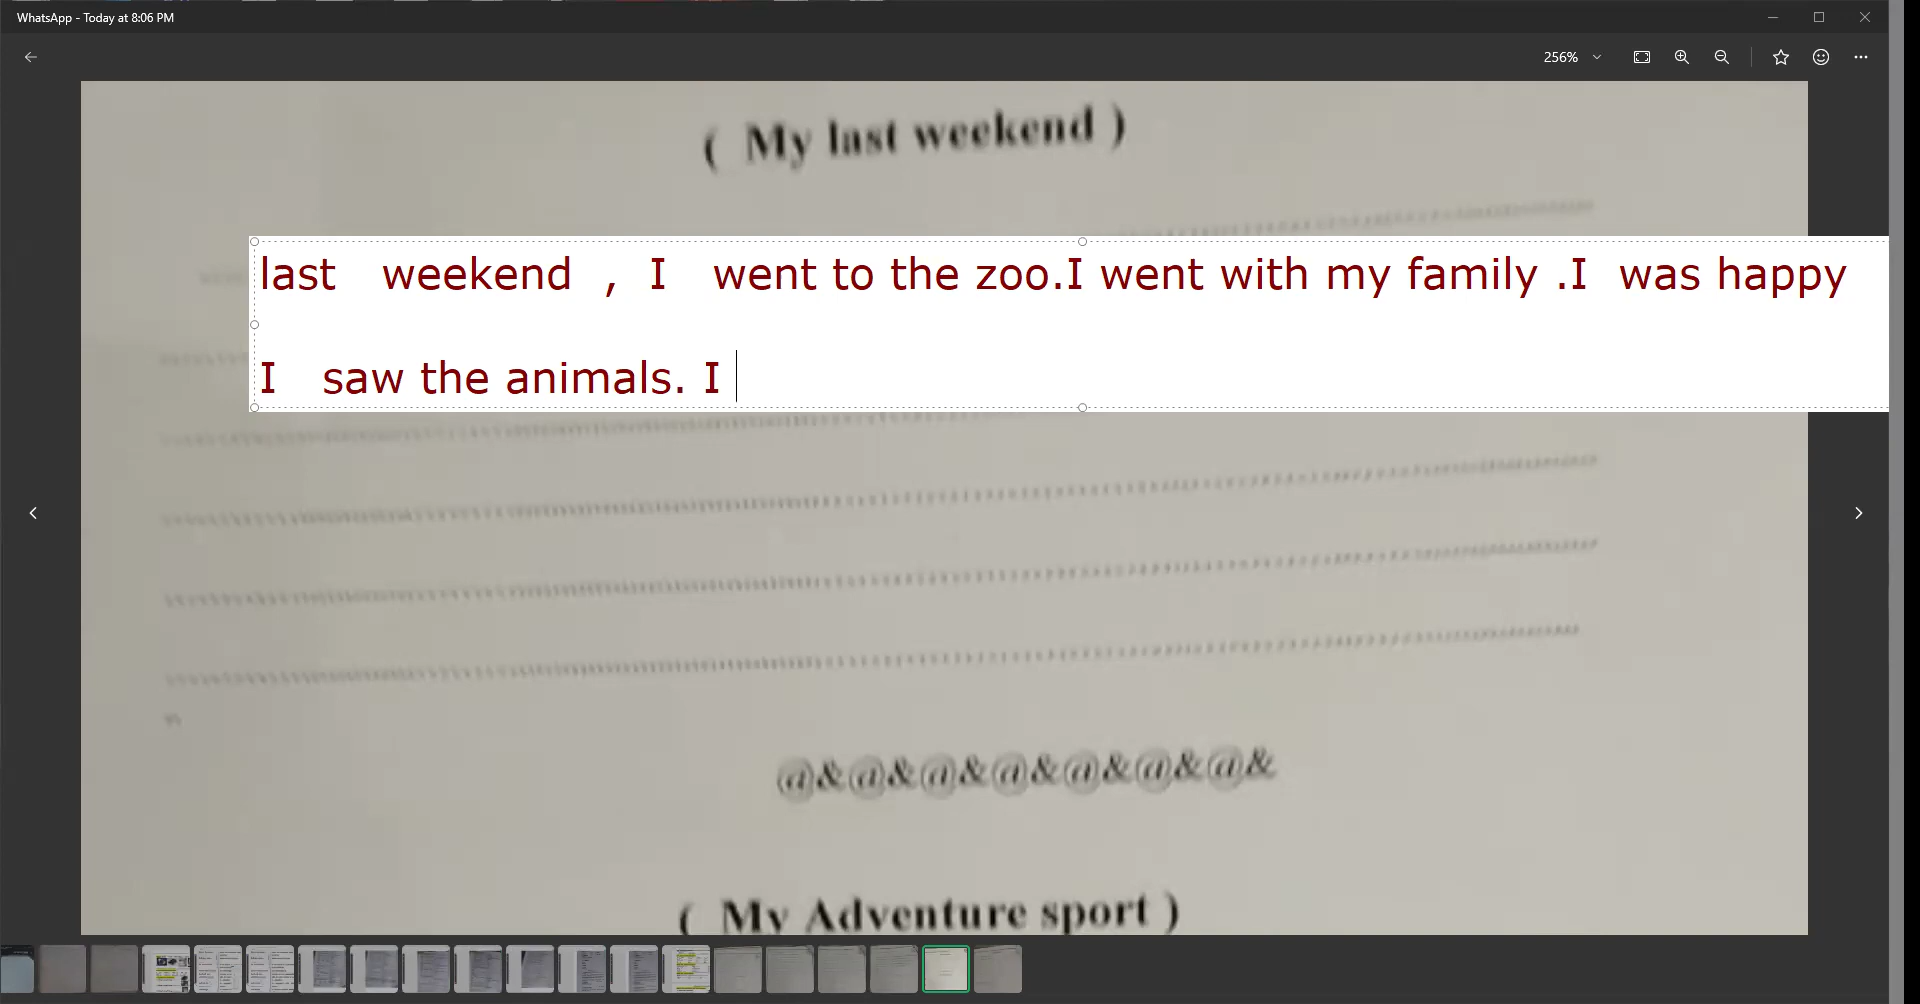 WhatsApp - Today at 8:06 PM
256%
( My last weekend )
last weekend , I went to the zoo.I went with my family .I was happy
I saw the animals. I
@&@&@&@&@&@&@&
( My Adventure sport )